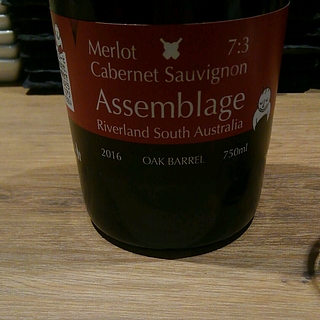 Merlot 7:3
Cabernet Sauvignon
Assemblage
Riverland South Australia
2016 OAK BARREL 750ml